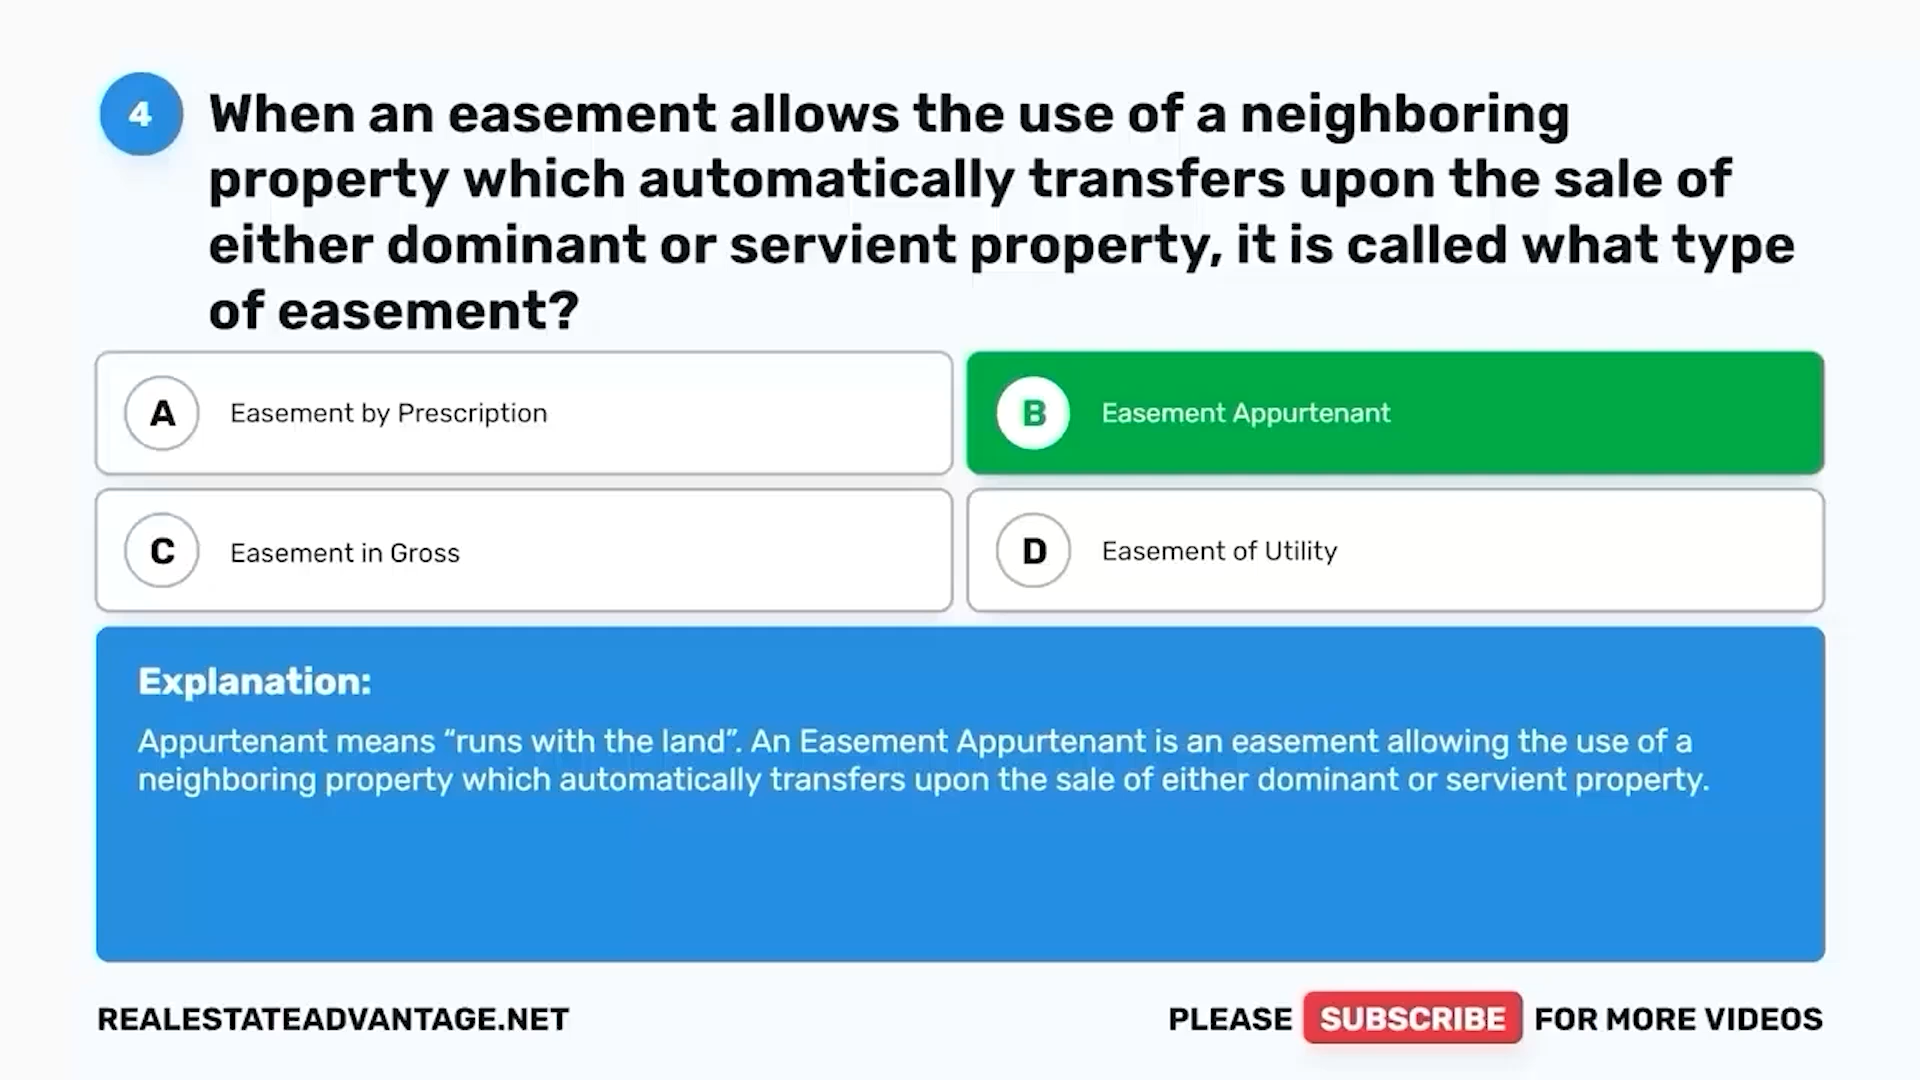 4
When an easement allows the use of a neighboring
property which automatically transfers upon the sale of
either dominant or servient property, it is called what type
of easement?
A Easement by Prescription
B Easement Appurtenant
C Easement in Gross
D Easement of Utility
Explanation:
Appurtenant means “runs with the land”. An Easement Appurtenant is an easement allowing the use of a
neighboring property which automatically transfers upon the sale of either dominant or servient property.
REALESTATEADVANTAGE.NET
PLEASE SUBSCRIBE FOR MORE VIDEOS